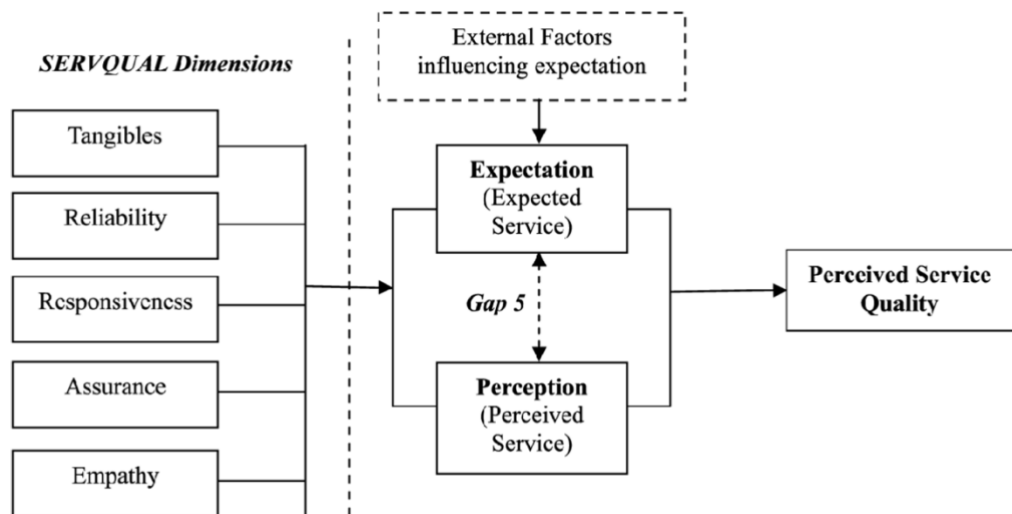 SERVQUAL Dimensions
Tangibles
Reliability
Responsiveness
Assurance
Empathy
External Factors
influencing expectation
Expectation
(Expected
Service)
Gap 5
Perception
(Perceived
Service)
Perceived Service
Quality